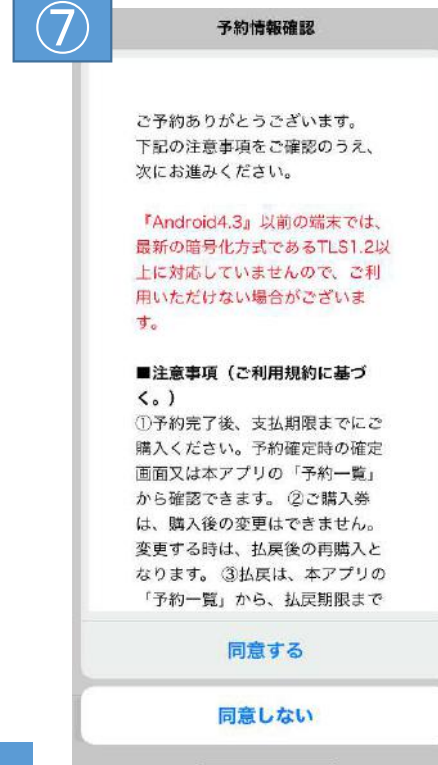 ⑦
予約情報確認
ご予約ありがとうございます。
下記の注意事項をご確認のうえ、
次にお進みください。
『Android4.3』以前の端末では、
最新の暗号化方式であるTLS1.2以
上に対応していませんので、ご利
用いただけない場合がございま
す。
■注意事項（ご利用規約に基づ
く。）
①予約完了後、支払期限までにご
購入ください。予約確定時の確定
画面又は本アプリの「予約一覧」
から確認できます。 ②ご購入券
は、購入後の変更はできません。
変更する時は、払戻後の再購入と
なります。 ③払戻は、本アプリの
「予約一覧」から、払戻期限まで
同意する
同意しない